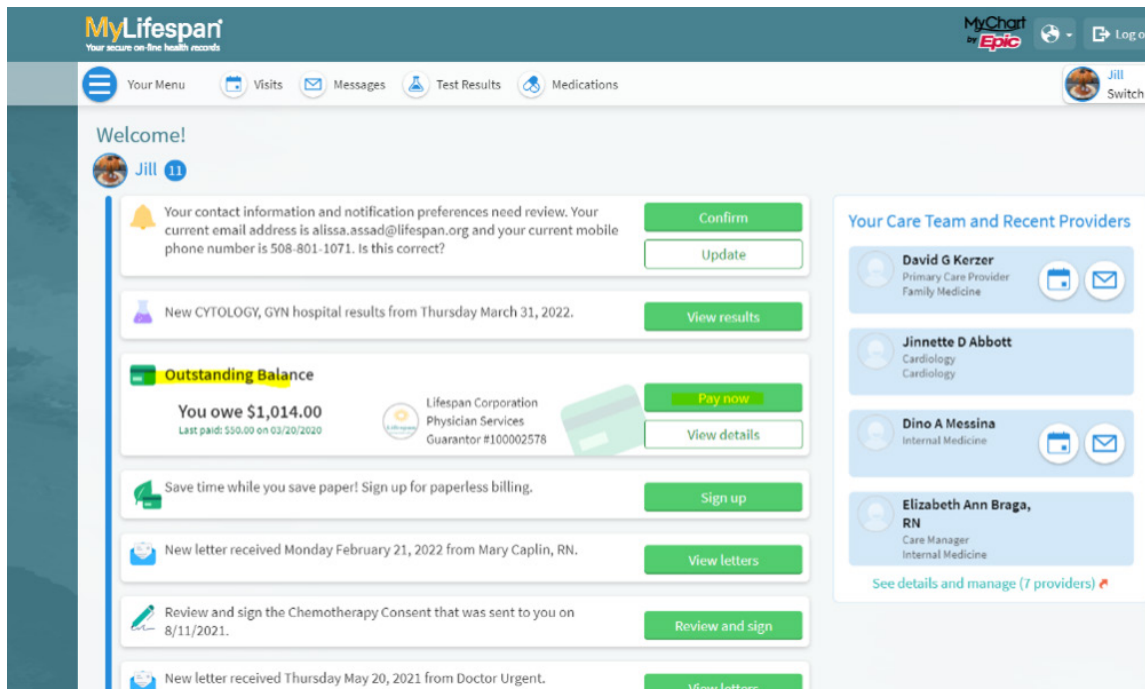 MyLifespan
Your secure on-line health records
MyChart
by Epic
Log o
Your Menu
Visits
Messages
Test Results
Medications
Jill
Switch
Welcome!
Jill 11
Your contact information and notification preferences need review. Your
current email address is alissa.assad@lifespan.org and your current mobile
phone number is 508-801-1071. Is this correct?
Confirm
Update
New CYTOLOGY, GYN hospital results from Thursday March 31, 2022.
View results
Outstanding Balance
You owe $1,014.00
Last paid: $50.00 on 03/20/2020
Lifespan Corporation
Physician Services
Guarantor #100002578
Pay now
View details
Save time while you save paper! Sign up for paperless billing.
Sign up
New letter received Monday February 21, 2022 from Mary Caplin, RN.
View letters
Review and sign the Chemotherapy Consent that was sent to you on
8/11/2021.
Review and sign
New letter received Thursday May 20, 2021 from Doctor Urgent.
View letters
Your Care Team and Recent Providers
David G Kerzer
Primary Care Provider
Family Medicine
Jinnette D Abbott
Cardiology
Cardiology
Dino A Messina
Internal Medicine
Elizabeth Ann Braga,
RN
Care Manager
Internal Medicine
See details and manage (7 providers)